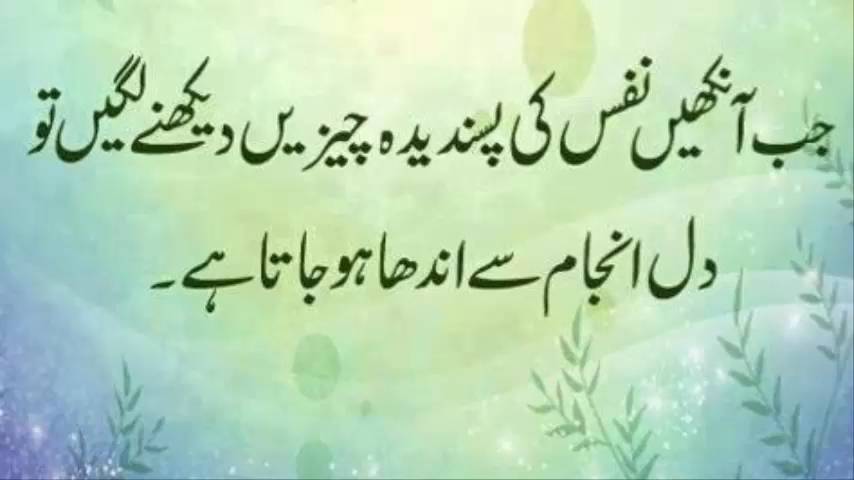 جب آنکھیں نفس کی پسندیدہ چیزیں دیکھنے لگیں تو
دل انجام سے اندھا ہو جاتا ہے۔